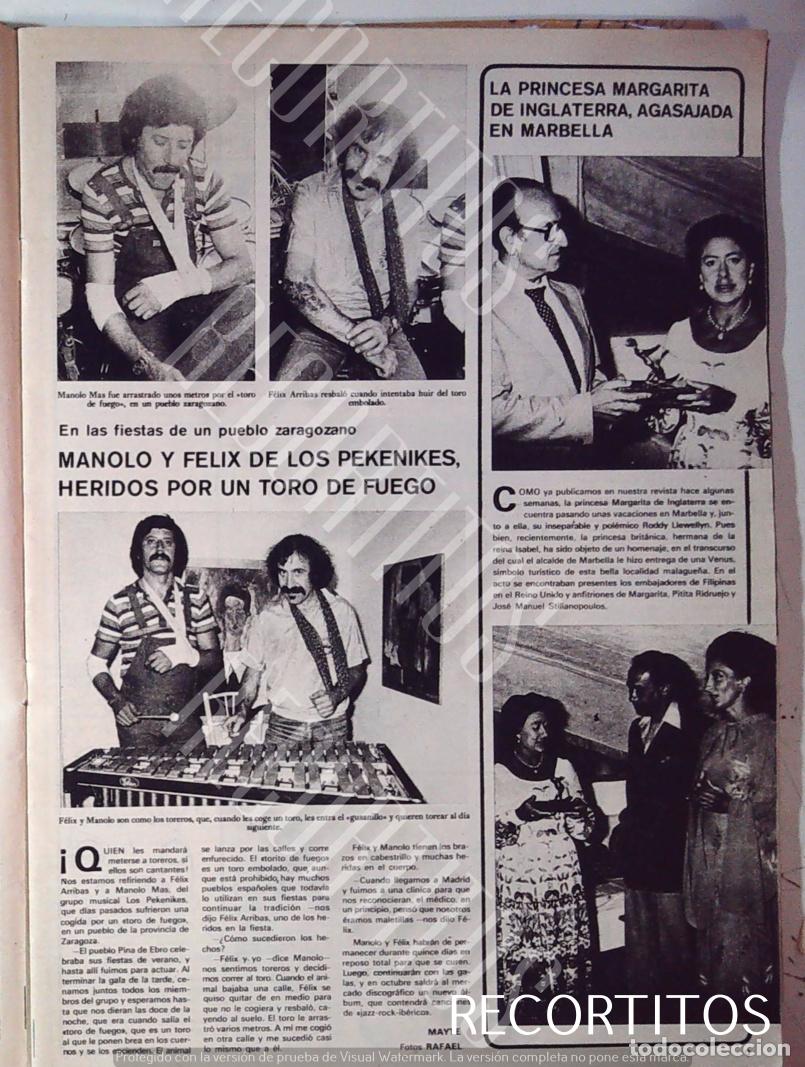 Manolo Mas fue arrastrado unos metros por el «toro
de fuego», en un pueblo zaragozano.
Félix Arribas resbaló cuando intentaba huir del toro
embolado.
En las fiestas de un pueblo zaragozano
MANOLO Y FELIX DE LOS PEKENIKES,
HERIDOS POR UN TORO DE FUEGO
Félix y Manolo son como los toreros, que, cuando les coge un toro, les entra el «gusanillo» y quieren torear al día
siguiente.
¡QUIEN les mandará
meterse a toreros, si
ellos son cantantes!
Nos estamos refiriendo a Félix
Arribas y a Manolo Mas, del
grupo musical Los Pekenikes,
que días pasados sufrieron una
cogida por un «toro de fuego»,
en un pueblo de la provincia de
Zaragoza.
—El pueblo Pina de Ebro cele-
braba sus fiestas de verano, y
hasta allí fuimos para actuar. Al
terminar la gala de la tarde, ce-
namos juntos todos los miem-
bros del grupo y esperamos has-
ta que nos dieran las doce de la
noche, que era cuando salía el
«toro de fuego», que es un toro
al que le ponen brea en los cuer-
nos y se los encienden. El animal
se lanza por las calles y corre
enfurecido. El «torito de fuego»
es un toro embolado, que, aun-
que está prohibido, hay muchos
pueblos españoles que todavía
lo utilizan en sus fiestas para
continuar la tradición —nos
dijo Félix Arribas, uno de los he-
ridos en la fiesta.
—¿Cómo sucedieron los he-
chos?
—Félix y yo —dice Manolo—
nos sentimos toreros y decidi-
mos correr al toro. Cuando el ani-
mal bajaba una calle, Félix se
quiso quitar de en medio para
que no le cogiera y resbaló, ca-
yendo al suelo. El toro le arras-
tró varios metros. A mí me cogió
en otra calle y me sucedió casi
lo mismo que a él.
Félix y Manolo tienen los bra-
zos en cabestrillo y muchas he-
ridas en el cuerpo.
—Cuando llegamos a Madrid
y fuimos a una clínica para que
nos reconocieran, el médico, en
un principio, pensó que nosotros
éramos maletillas —nos dijo Fé-
lix.
Manolo y Félix habrán de per-
manecer durante quince días en
reposo total para que se curen.
Luego, continuarán con las ga-
las, y en octubre saldrá al mer-
cado discográfico un nuevo ál-
bum, que contendrá canciones
de «jazz-rock-ibérico».
MAYTE
Fotos RAFAEL
LA PRINCESA MARGARITA
DE INGLATERRA, AGASAJADA
EN MARBELLA
COMO ya publicamos en nuestra revista hace algunas
semanas, la princesa Margarita de Inglaterra se en-
cuentra pasando unas vacaciones en Marbella y, jun-
to a ella, su inseparable y polémico Roddy Llewellyn. Pues
bien, recientemente, la princesa británica, hermana de la
reina Isabel, ha sido objeto de un homenaje, en el transcurso
del cual el alcalde de Marbella le hizo entrega de una Venus,
símbolo turístico de esta bella localidad malagueña. En el
acto se encontraban presentes los embajadores de Filipinas
en el Reino Unido y anfitriones de Margarita, Pitita Ridruejo y
José Manuel Stilianopoulos.
RECORTITOS
todocoleccion
Protegido con la versión de prueba de Visual Watermark. La versión completa no pone esta marca.